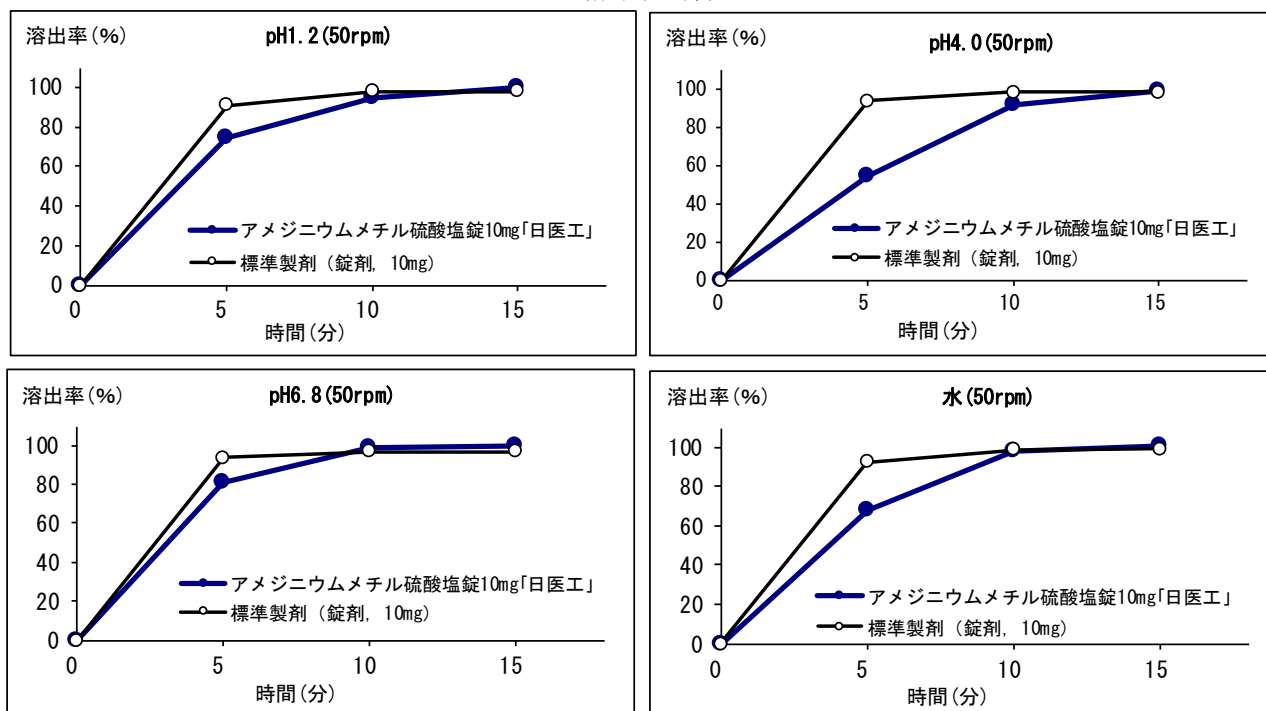 溶出率(%)
pH1.2(50rpm)
100
80
60
40
20
0
アメジニウムメチル硫酸塩錠10mg「日医工」
標準製剤(錠剤, 10mg)
0 5 10 15
時間(分)
溶出率(%)
pH4.0(50rpm)
100
80
60
40
20
0
アメジニウムメチル硫酸塩錠10mg「日医工」
標準製剤(錠剤, 10mg)
0 5 10 15
時間(分)
溶出率(%)
pH6.8(50rpm)
100
80
60
40
20
0
アメジニウムメチル硫酸塩錠10mg「日医工」
標準製剤(錠剤, 10mg)
0 5 10 15
時間(分)
溶出率(%)
水(50rpm)
100
80
60
40
20
0
アメジニウムメチル硫酸塩錠10mg「日医工」
標準製剤(錠剤, 10mg)
0 5 10 15
時間(分)